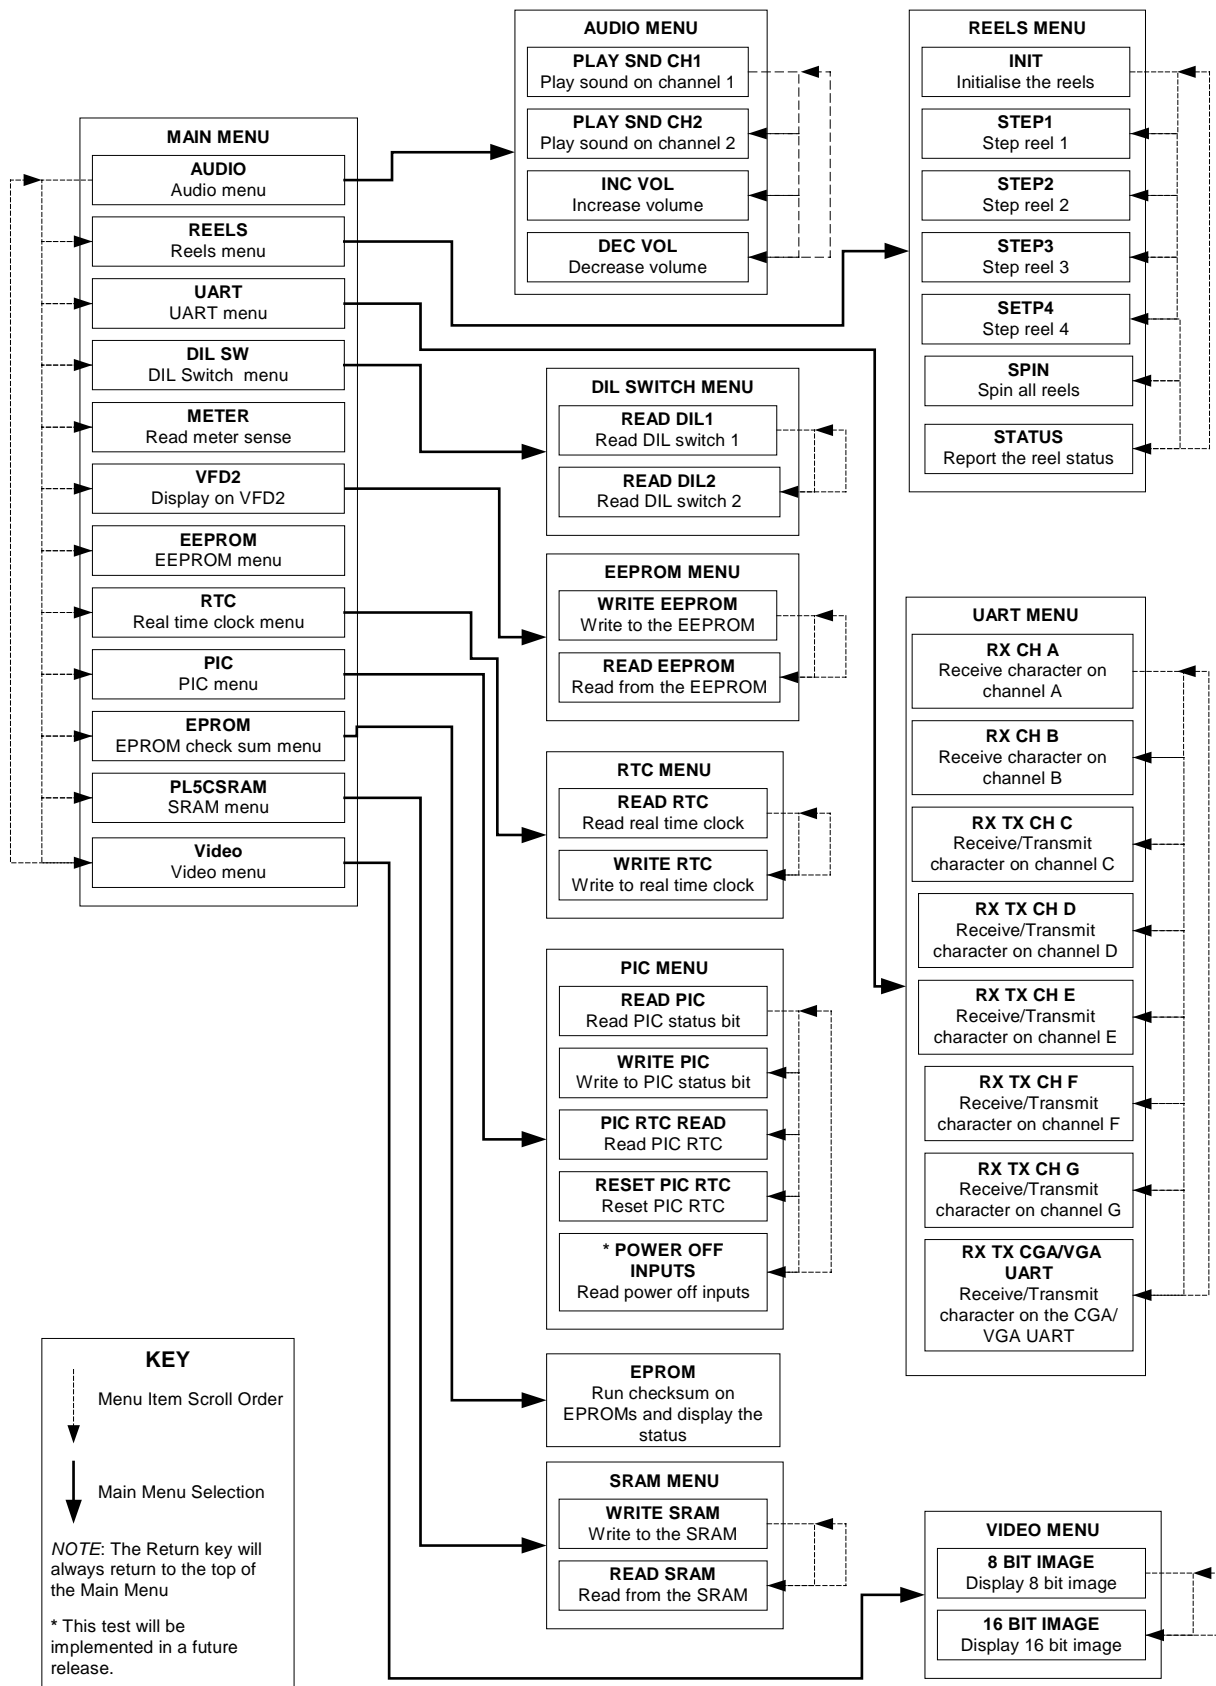 MAIN MENU
AUDIO
Audio menu
REELS
Reels menu
UART
UART menu
DIL SW
DIL Switch menu
METER
Read meter sense
VFD2
Display on VFD2
EEPROM
EEPROM menu
RTC
Real time clock menu
PIC
PIC menu
EPROM
EPROM check sum menu
PL5CSRAM
SRAM menu
Video
Video menu
AUDIO MENU
PLAY SND CH1
Play sound on channel 1
PLAY SND CH2
Play sound on channel 2
INC VOL
Increase volume
DEC VOL
Decrease volume
DIL SWITCH MENU
READ DIL1
Read DIL switch 1
READ DIL2
Read DIL switch 2
EEPROM MENU
WRITE EEPROM
Write to the EEPROM
READ EEPROM
Read from the EEPROM
RTC MENU
READ RTC
Read real time clock
WRITE RTC
Write to real time clock
PIC MENU
READ PIC
Read PIC status bit
WRITE PIC
Write to PIC status bit
PIC RTC READ
Read PIC RTC
RESET PIC RTC
Reset PIC RTC
* POWER OFF
INPUTS
Read power off inputs
EPROM
Run checksum on
EPROMs and display the
status
SRAM MENU
WRITE SRAM
Write to the SRAM
READ SRAM
Read from the SRAM
REELS MENU
INIT
Initialise the reels
STEP1
Step reel 1
STEP2
Step reel 2
STEP3
Step reel 3
SETP4
Step reel 4
SPIN
Spin all reels
STATUS
Report the reel status
UART MENU
RX CH A
Receive character on
channel A
RX CH B
Receive character on
channel B
RX TX CH C
Receive/Transmit
character on channel C
RX TX CH D
Receive/Transmit
character on channel D
RX TX CH E
Receive/Transmit
character on channel E
RX TX CH F
Receive/Transmit
character on channel F
RX TX CH G
Receive/Transmit
character on channel G
RX TX CGA/VGA
UART
Receive/Transmit
character on the CGA/
VGA UART
VIDEO MENU
8 BIT IMAGE
Display 8 bit image
16 BIT IMAGE
Display 16 bit image
KEY
Menu Item Scroll Order
Main Menu Selection
NOTE: The Return key will
always return to the top of
the Main Menu
* This test will be
implemented in a future
release.